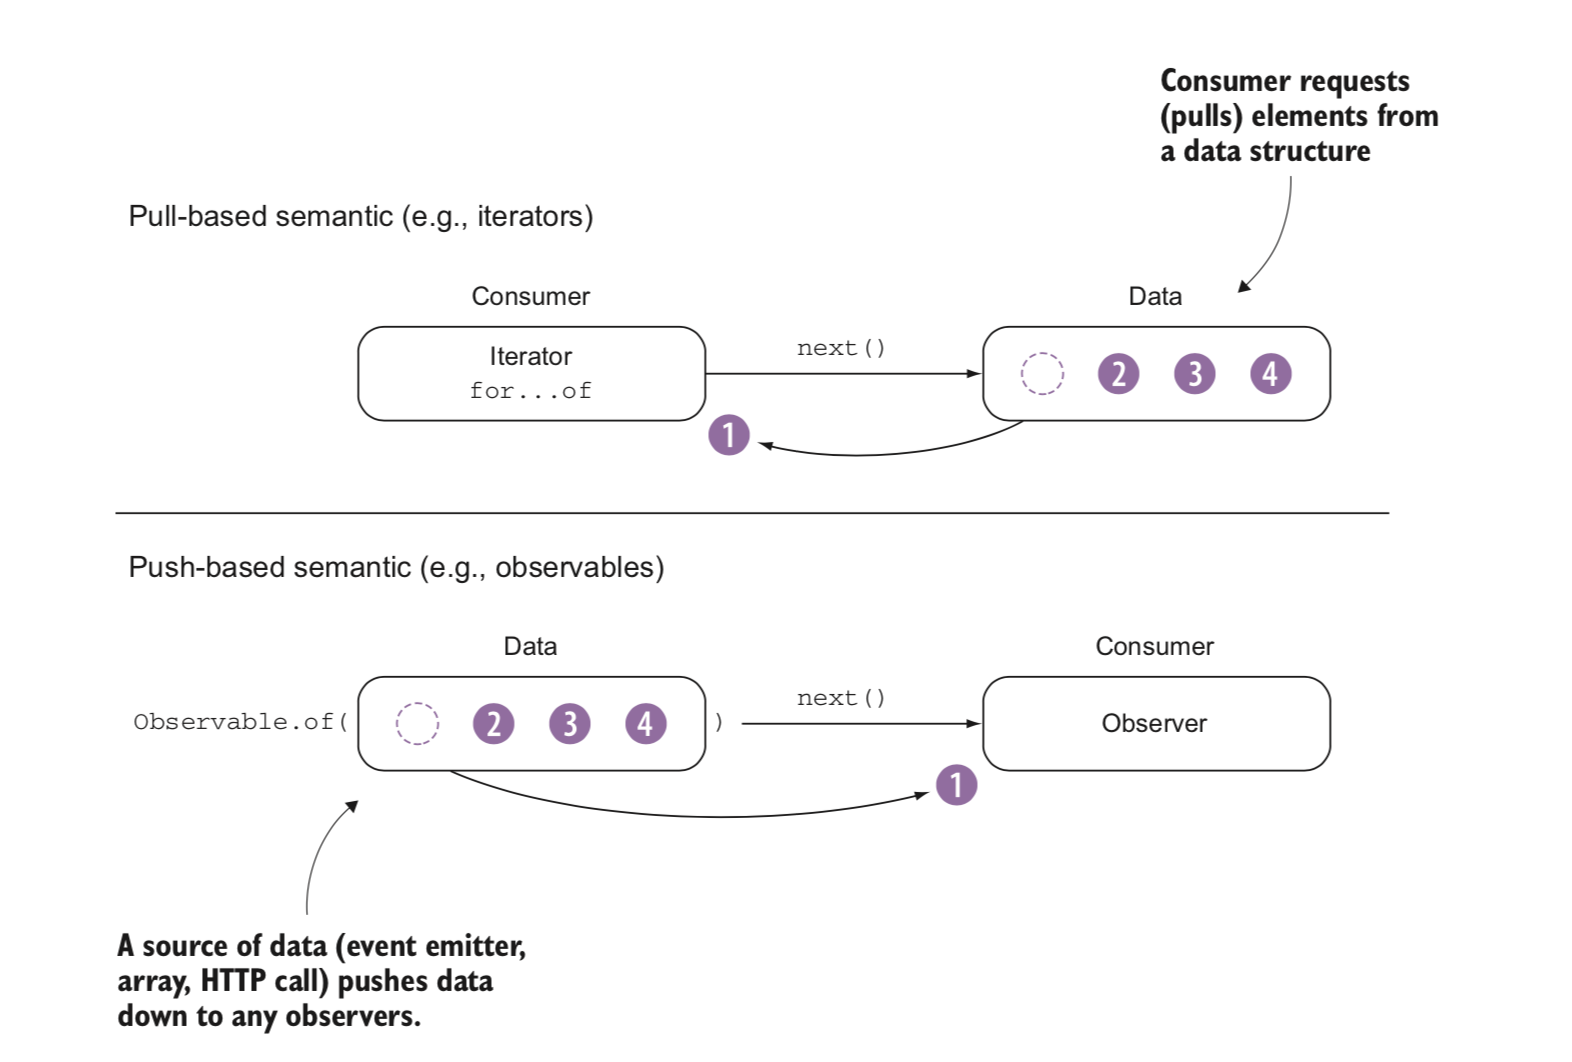 Consumer requests
(pulls) elements from
a data structure
Pull-based semantic (e.g., iterators)
Consumer
Data
Iterator
for...of
next()
2 3 4
1
Push-based semantic (e.g., observables)
Data
Consumer
Observable.of(
2 3 4
)
next()
Observer
1
A source of data (event emitter,
array, HTTP call) pushes data
down to any observers.